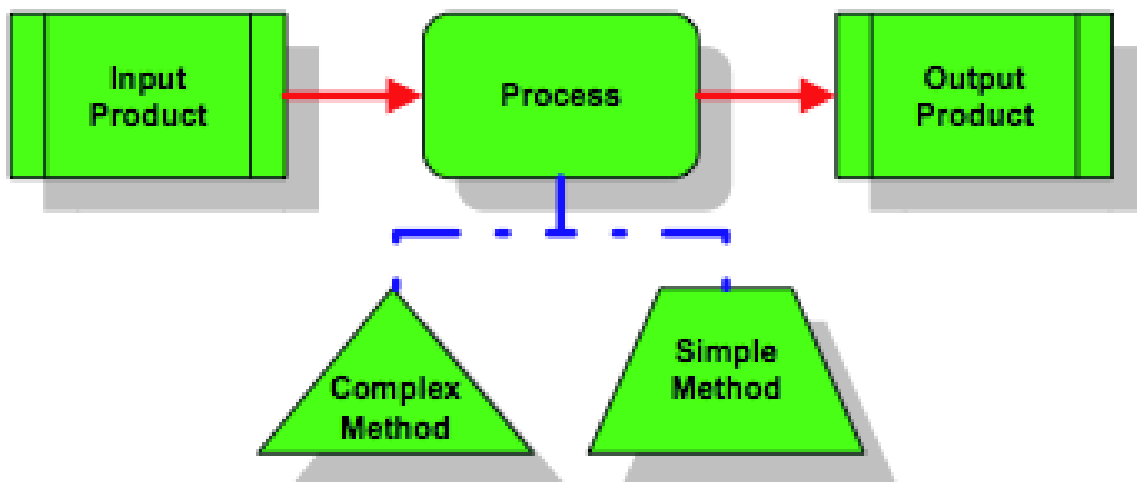 Input
Product
Process
Output
Product
Complex
Method
Simple
Method